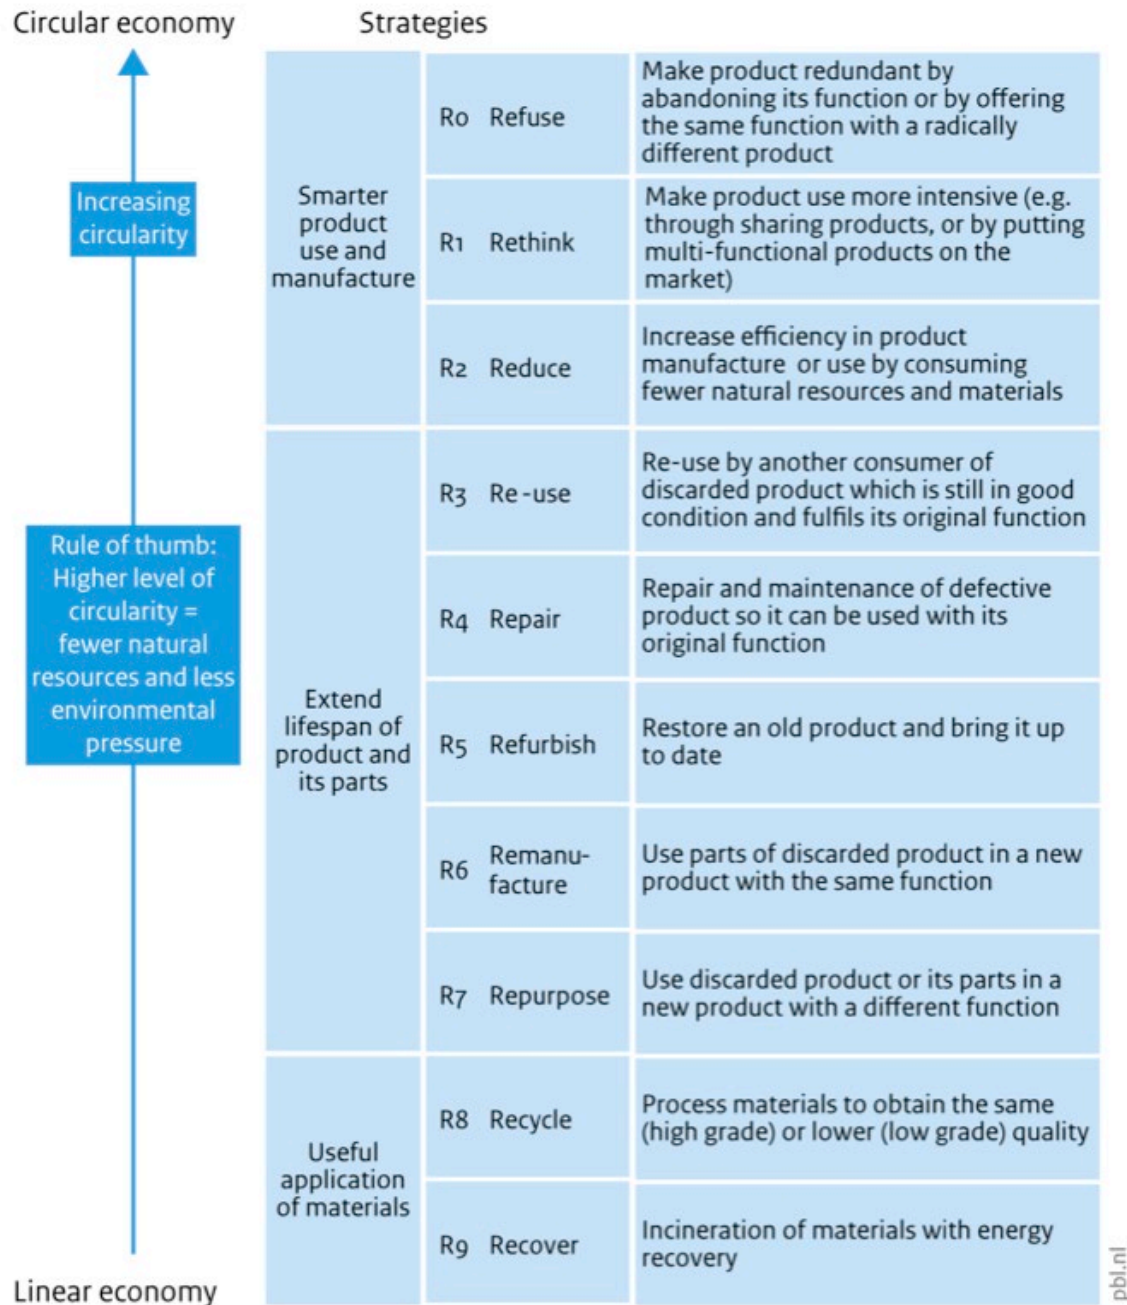 Circular economy
Strategies
Increasing
circularity
Rule of thumb:
Higher level of
circularity =
fewer natural
resources and less
environmental
pressure
Linear economy
Smarter
product
use and
manufacture
R0 Refuse
Make product redundant by
abandoning its function or by offering
the same function with a radically
different product
R1 Rethink
Make product use more intensive (e.g.
through sharing products, or by putting
multi-functional products on the
market)
R2 Reduce
Increase efficiency in product
manufacture or use by consuming
fewer natural resources and materials
Extend
lifespan of
product and
its parts
R3 Re-use
Re-use by another consumer of
discarded product which is still in good
condition and fulfils its original function
R4 Repair
Repair and maintenance of defective
product so it can be used with its
original function
R5 Refurbish
Restore an old product and bring it up
to date
R6 Remanu-
facture
Use parts of discarded product in a new
product with the same function
R7 Repurpose
Use discarded product or its parts in a
new product with a different function
Useful
application
of materials
R8 Recycle
Process materials to obtain the same
(high grade) or lower (low grade) quality
R9 Recover
Incineration of materials with energy
recovery
pbl.nl